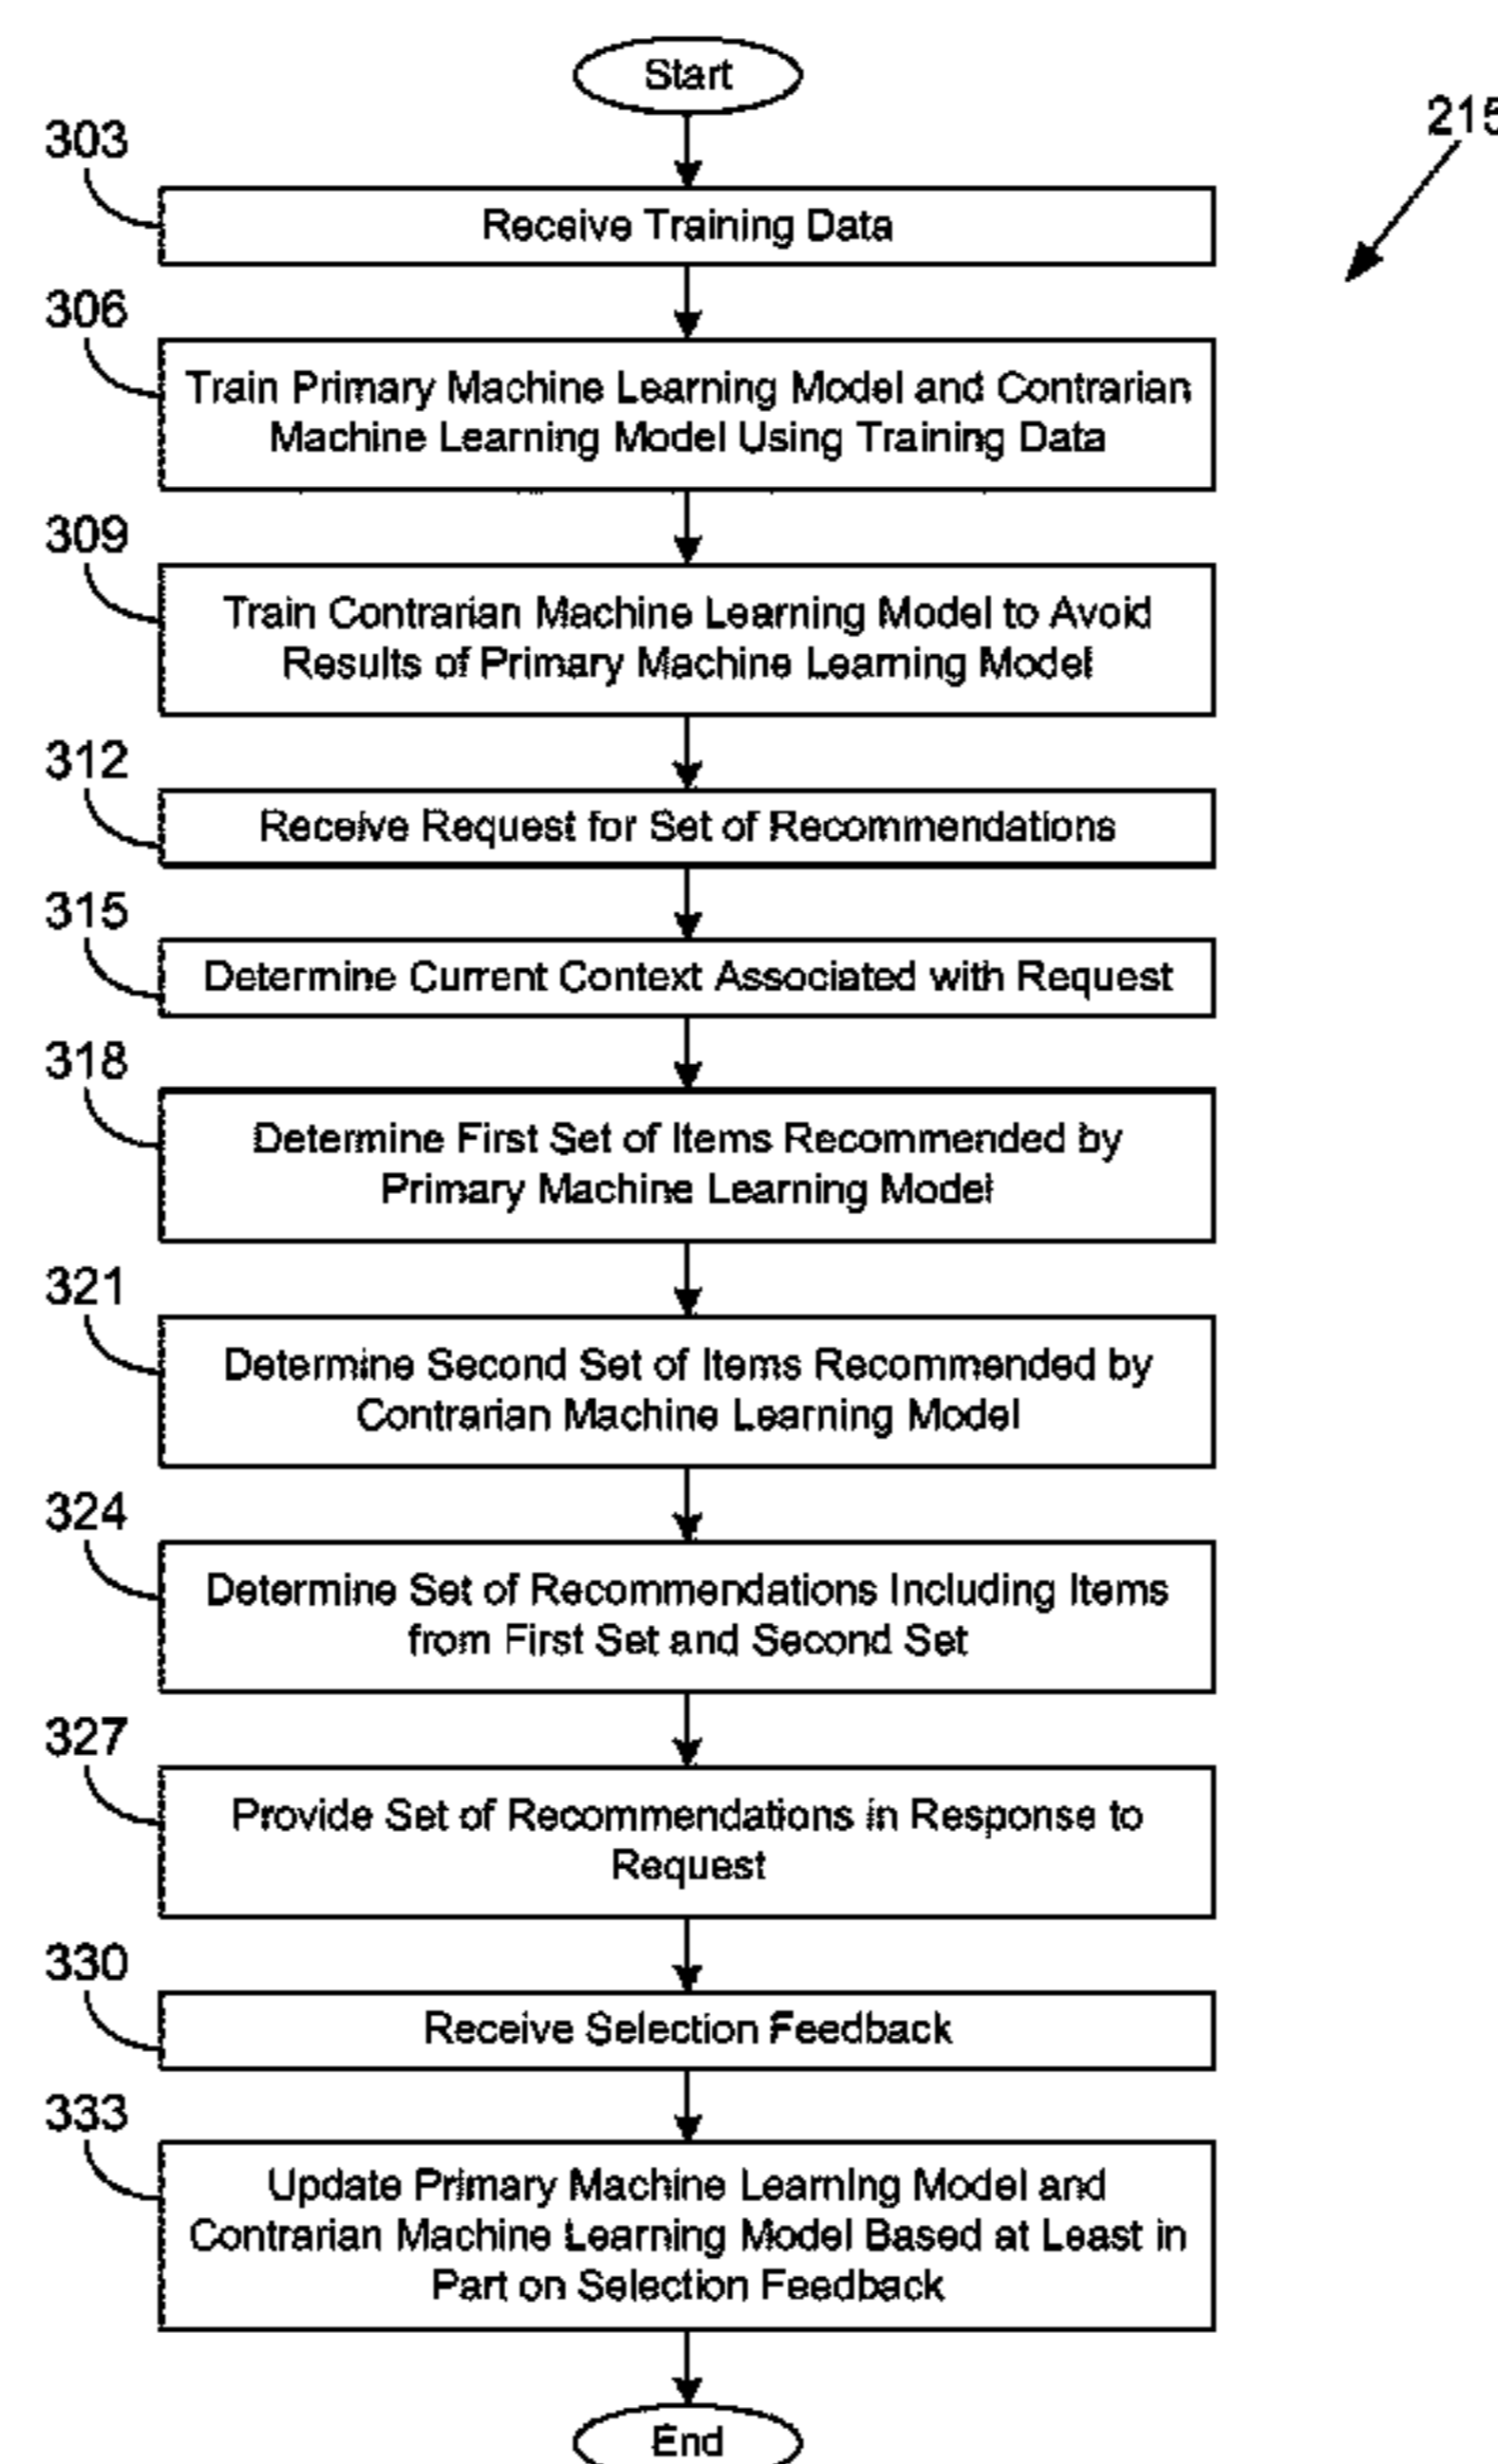 Start
215
303
Receive Training Data
306
Train Primary Machine Learning Model and Contrarian
Machine Learning Model Using Training Data
309
Train Contrarian Machine Learning Model to Avoid
Results of Primary Machine Learning Model
312
Receive Request for Set of Recommendations
315
Determine Current Context Associated with Request
318
Determine First Set of Items Recommended by
Primary Machine Learning Model
321
Determine Second Set of Items Recommended by
Contrarian Machine Learning Model
324
Determine Set of Recommendations Including Items
from First Set and Second Set
327
Provide Set of Recommendations in Response to
Request
330
Receive Selection Feedback
333
Update Primary Machine Learning Model and
Contrarian Machine Learning Model Based at Least in
Part on Selection Feedback
End